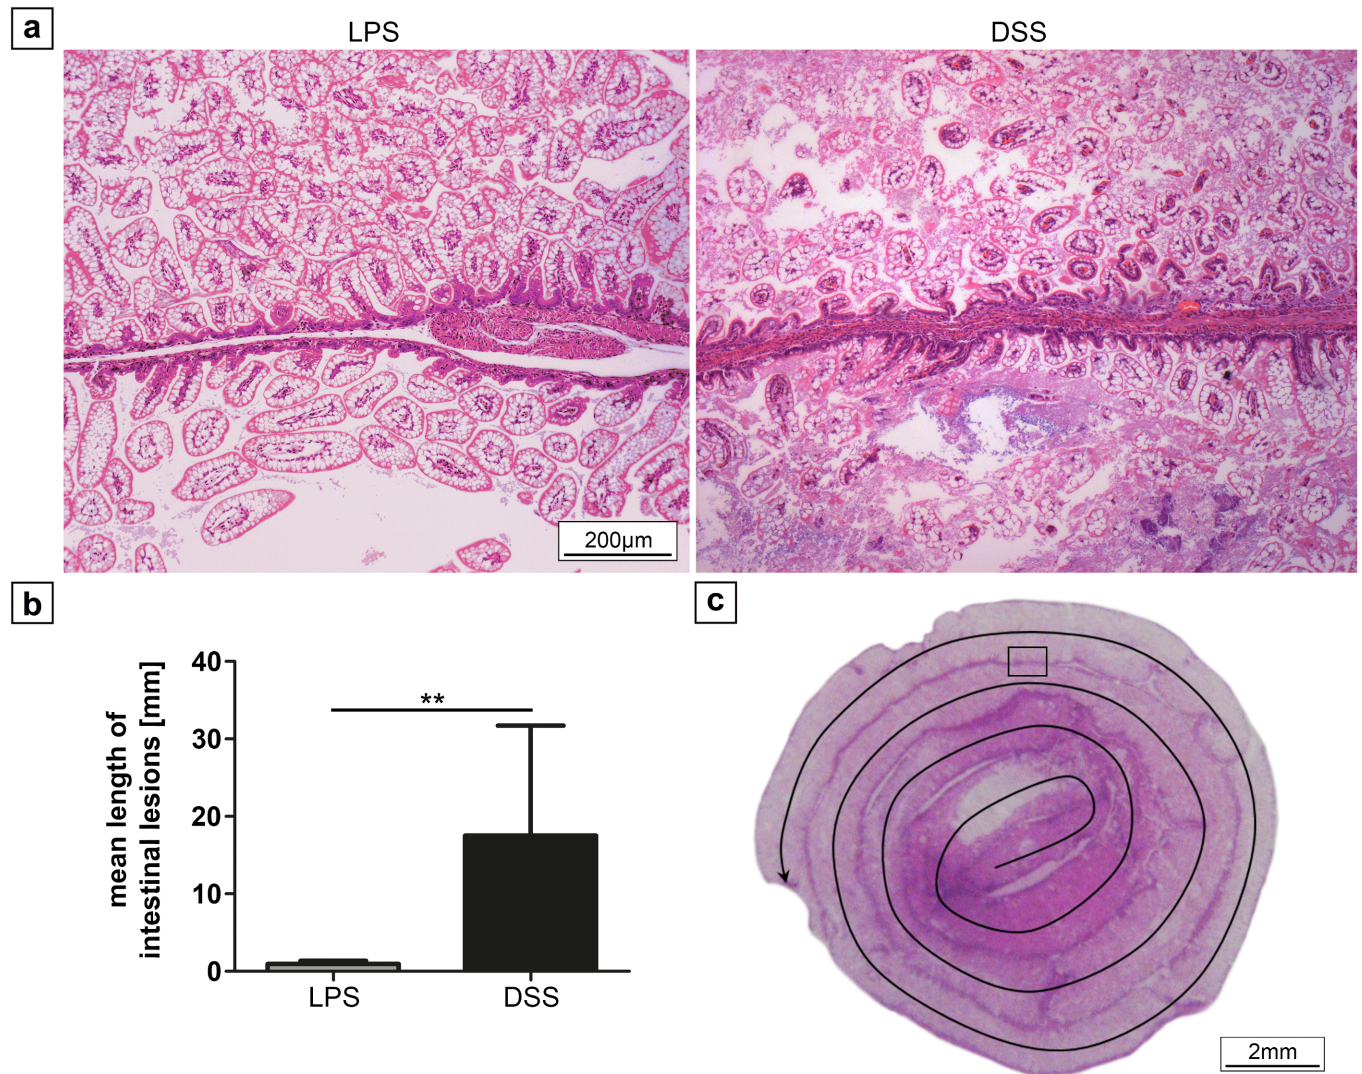 a
LPS
DSS
200µm
b
c
mean length of
intestinal lesions [mm]
40
30
20
10
0
**
LPS
DSS
2mm